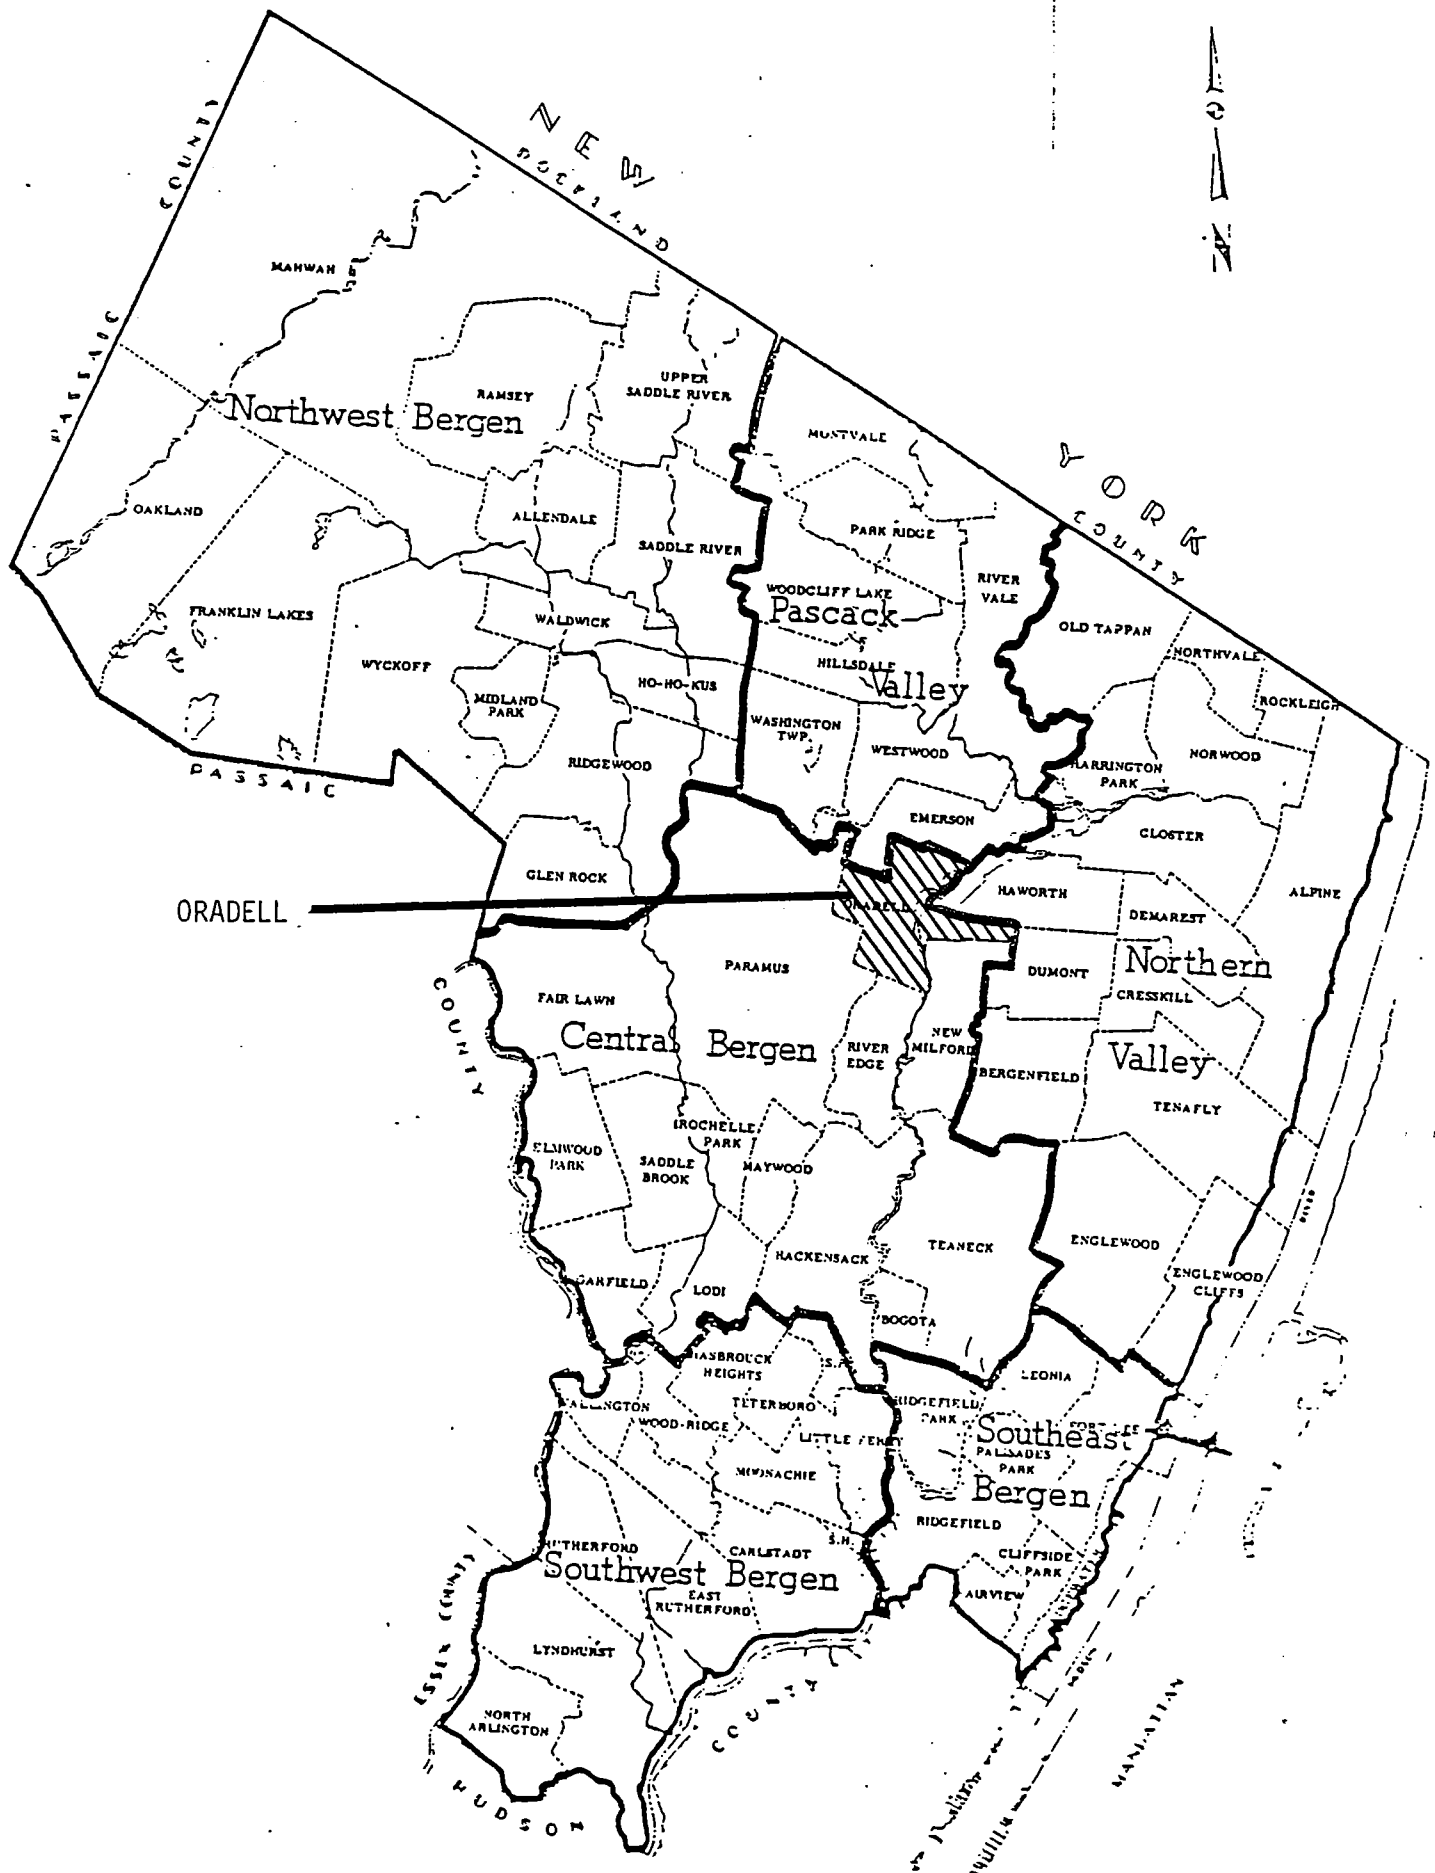 NEW
ROCKLAND
COUNTY
N
MAHWAH
PASSAIC
UPPER
SADDLE RIVER
RAMSEY
Northwest Bergen
MONTVALE
YORK
COUNTY
OAKLAND
ALLENDALE
PARK RIDGE
SADDLE RIVER
RIVER
VALE
WOODCLIFF LAKE
Pascack
FRANKLIN LAKES
WALDWICK
OLD TAPPAN
NORTHVALE
WYCKOFF
HILLSDALE
Valley
HO-HO-KUS
ROCKLEIGH
MIDLAND
PARK
WASHINGTON
TWP.
WESTWOOD
NORWOOD
RIDGEWOOD
HARRINGTON
PARK
PASSAIC
EMERSON
CLOSTER
GLEN ROCK
HAWORTH
ALPINE
ORADELL
ORADELL
DEMAREST
PARAMUS
DUMONT
Northern
FAIR LAWN
CRESSKILL
COUNTY
Central Bergen
RIVER
EDGE
NEW
MILFORD
Valley
BERGENFIELD
TENAFLY
ROCHELLE
PARK
ELMWOOD
PARK
SADDLE
BROOK
MAYWOOD
TEANECK
ENGLEWOOD
HACKENSACK
ENGLEWOOD
CLIFFS
GARFIELD
LODI
BOGOTA
HASBROUCK
HEIGHTS
LEONIA
TETERBORO
RIDGEFIELD
PARK
WALLINGTON
WOOD-RIDGE
LITTLE FERRY
FORT LEE
Southeast
PALISADES
PARK
MOONACHIE
Bergen
RIDGEFIELD
S.H.
RUTHERFORD
CARLSTADT
CLIFFSIDE
PARK
Southwest Bergen
EAST
RUTHERFORD
FAIRVIEW
ESSEX COUNTY
LYNDHURST
NORTH
ARLINGTON
COUNTY
MANHATTAN
HUDSON